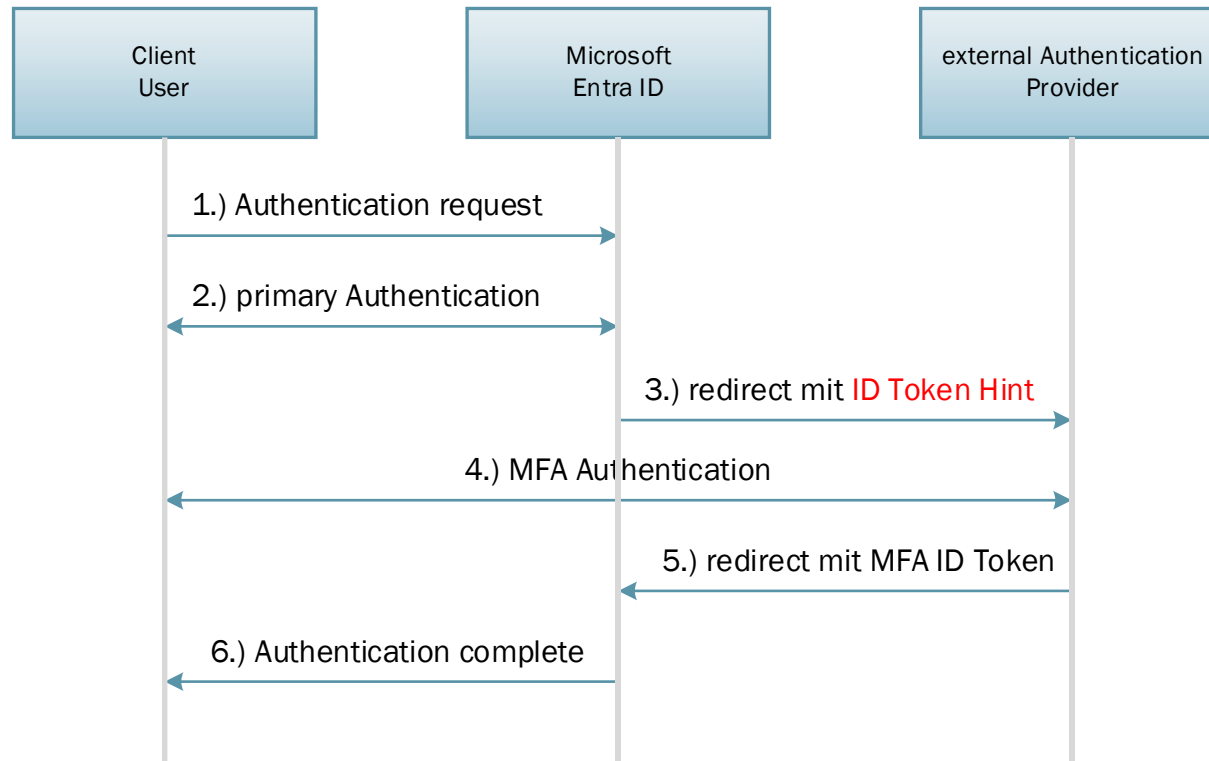 Client
User
Microsoft
Entra ID
external Authentication
Provider
1.) Authentication request
2.) primary Authentication
3.) redirect mit ID Token Hint
4.) MFA Authentication
5.) redirect mit MFA ID Token
6.) Authentication complete